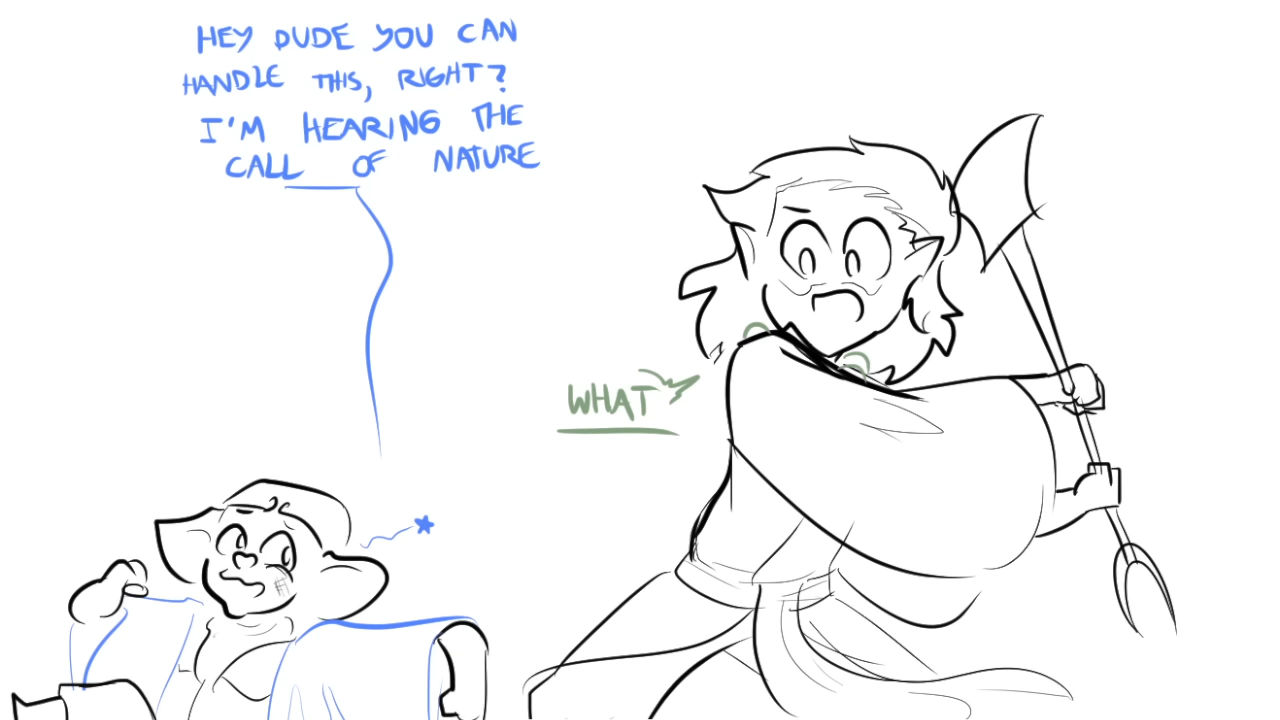 HEY DUDE YOU CAN
HANDLE THIS, RIGHT?
I'M HEARING THE
CALL OF NATURE
WHAT